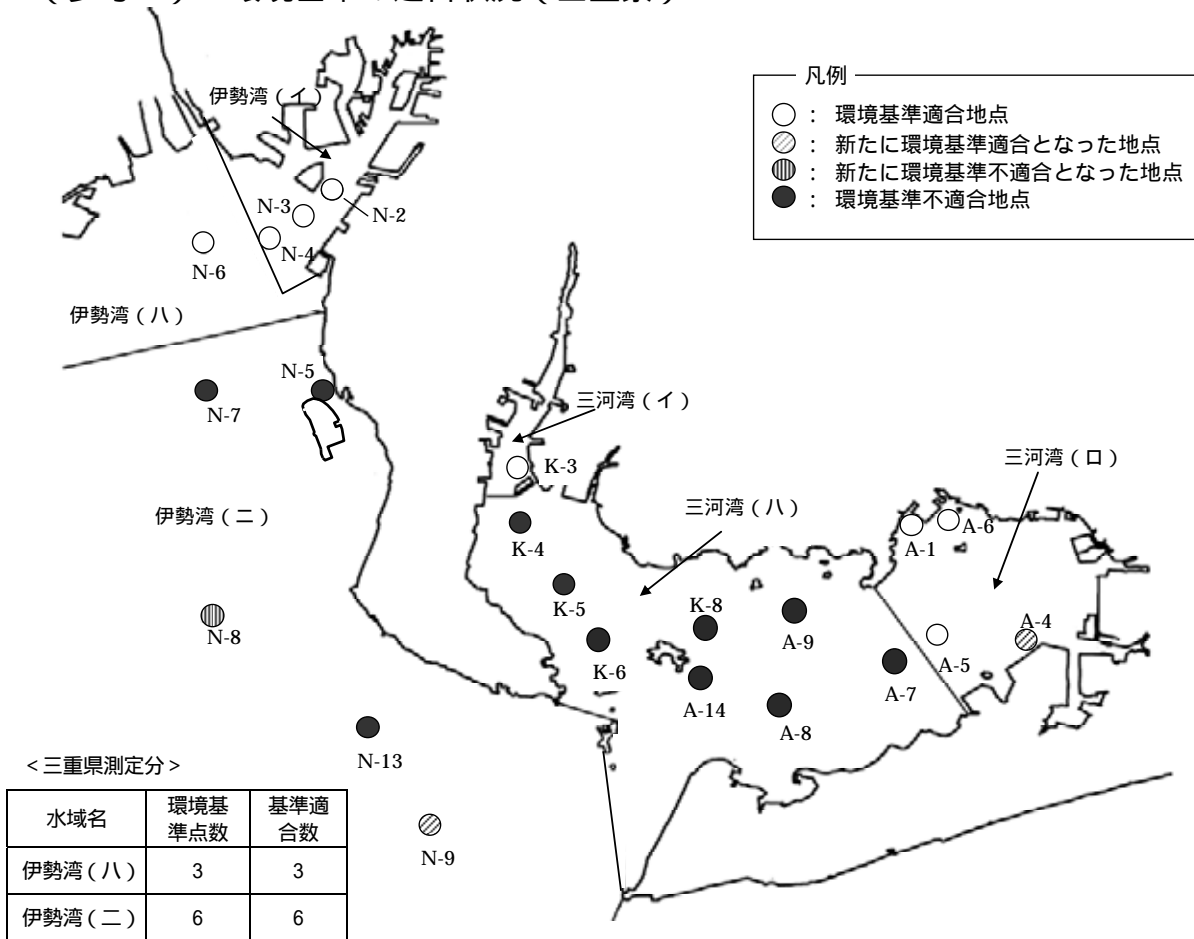 凡例
○ : 環境基準適合地点
: 新たに環境基準適合となった地点
: 新たに環境基準不適合となった地点
● : 環境基準不適合地点
伊勢湾(イ)
N-3
N-2
N-4
N-6
伊勢湾(ハ)
N-5
N-7
三河湾(イ)
K-3
三河湾(ロ)
伊勢湾(ニ)
三河湾(ハ)
K-4
A-1
A-6
K-5
K-8
A-9
A-4
N-8
K-6
A-5
A-7
A-14
A-8
N-13
N-9
<三重県測定分>
水域名 環境基準点数 基準適合数
伊勢湾(ハ) 3 3
伊勢湾(ニ) 6 6